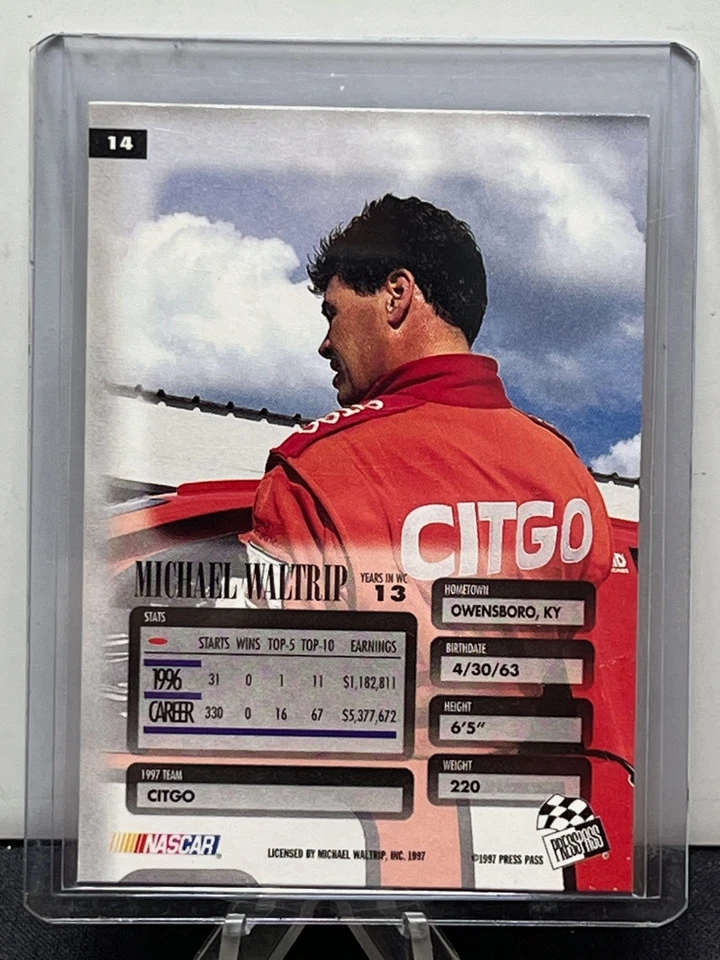 14
CITGO
CITGO
MICHAEL WALTRIP
YEARS IN WC
13
STATS
STARTS WINS TOP-5 TOP-10 EARNINGS
1996 31 0 1 11 $1,182,811
CAREER 330 0 16 67 $5,377,672
1997 TEAM
CITGO
HOMETOWN
OWENSBORO, KY
BIRTHDATE
4/30/63
HEIGHT
6'5"
WEIGHT
220
NASCAR
LICENSED BY MICHAEL WALTRIP, INC. 1997
©1997 PRESS PASS
PRESS PASS